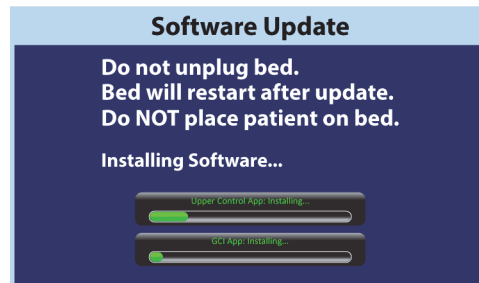 Software Update
Do not unplug bed.
Bed will restart after update.
Do NOT place patient on bed.
Installing Software...
Upper Control App: Installing...
GCI App: Installing...